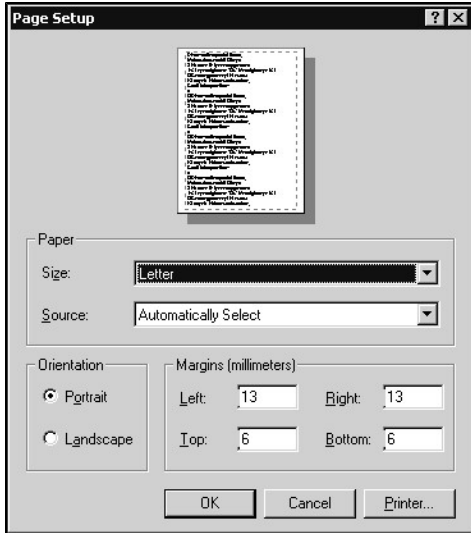 Page Setup
Paper
Size: Letter
Source: Automatically Select
Orientation
Portrait
Landscape
Margins (millimeters)
Left: 13 Right: 13
Top: 6 Bottom: 6
OK Cancel Printer...